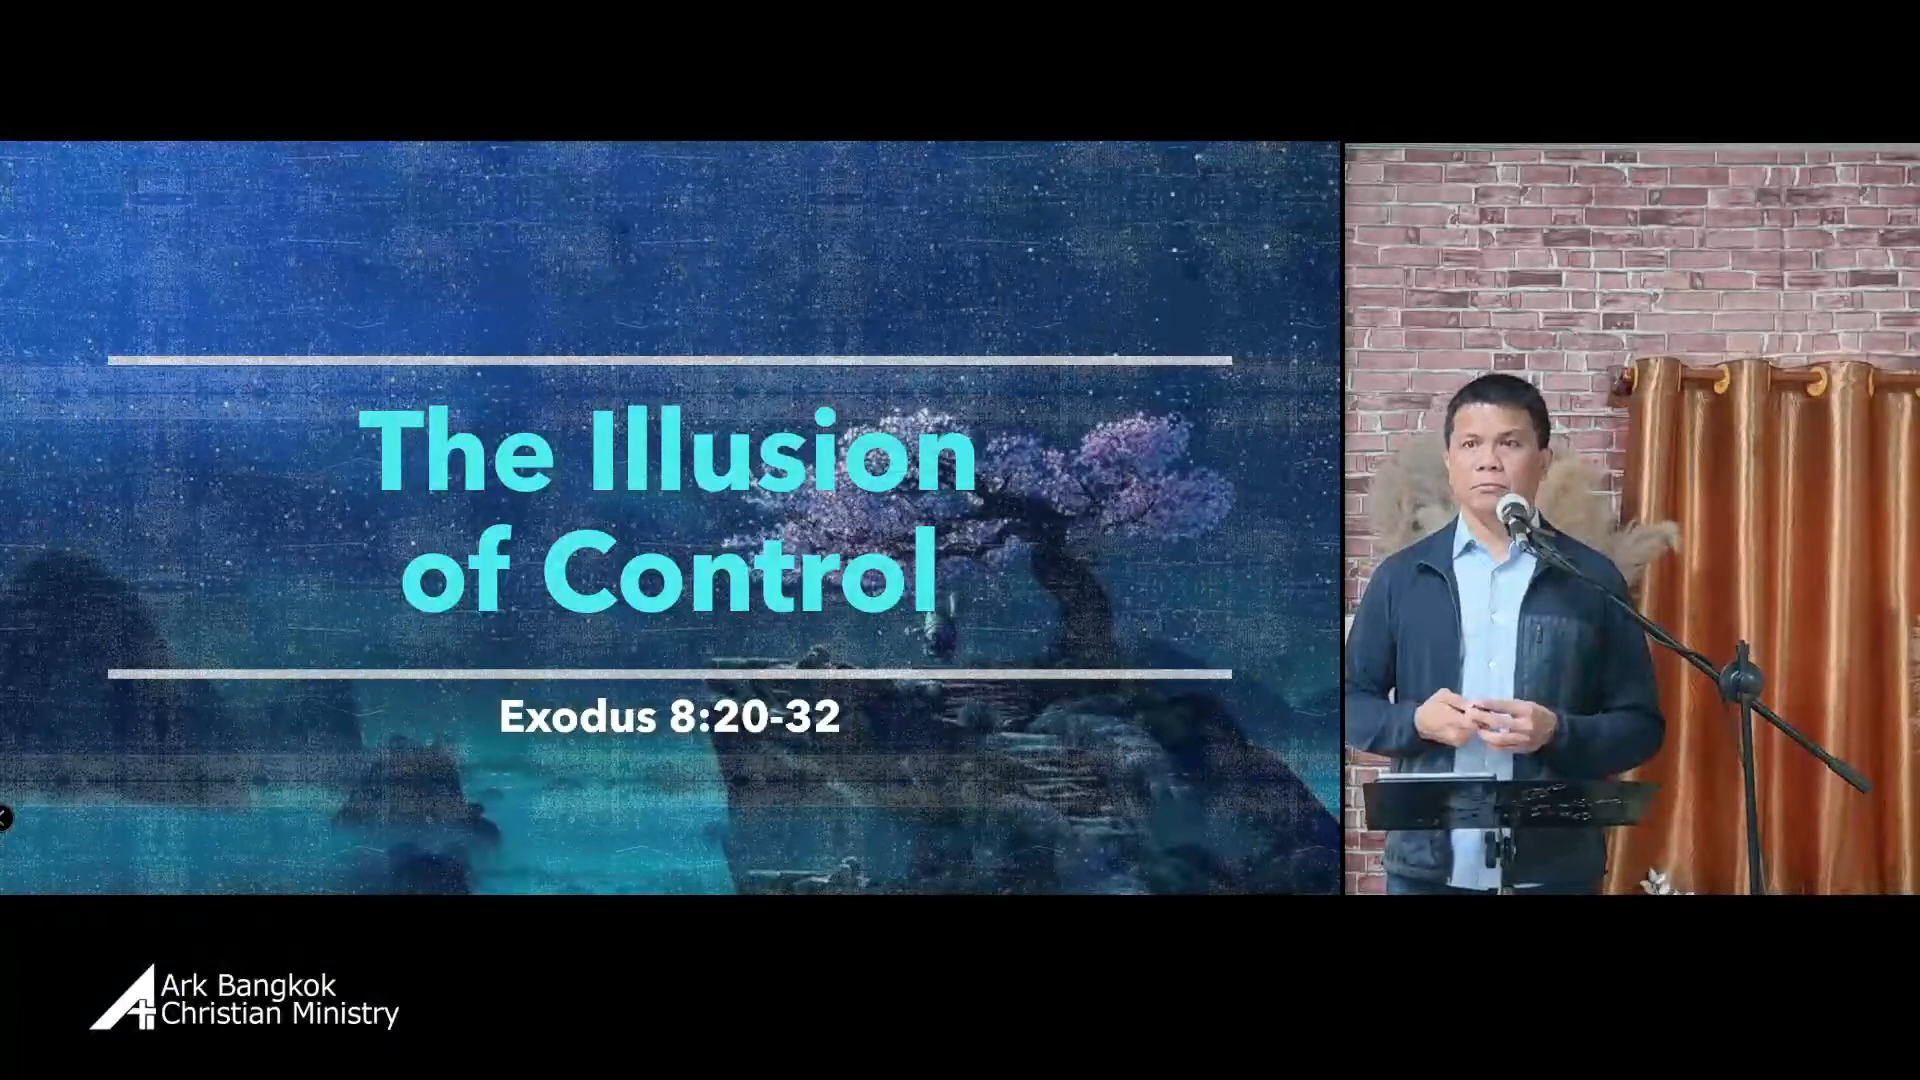 The Illusion
of Control
Exodus 8:20-32
Ark Bangkok
Christian Ministry